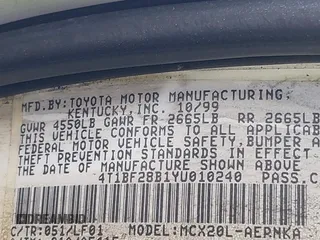 MFD.BY:TOYOTA MOTOR MANUFACTURING,
KENTUCKY,INC. 10/99
GVWR 4550LB GAWR FR 2665LB RR 2665LB
THIS VEHICLE CONFORMS TO ALL APPLICAB
FEDERAL MOTOR VEHICLE SAFETY, BUMPER A
THEFT PREVENTION STANDARDS IN EFFECT
THE DATE OF MANUFACTURE SHOWN ABOVE
4T1BF28B1YU010240 PASS.C
C/TR:051/LF01 MODEL:MCX20L-AEPNKA